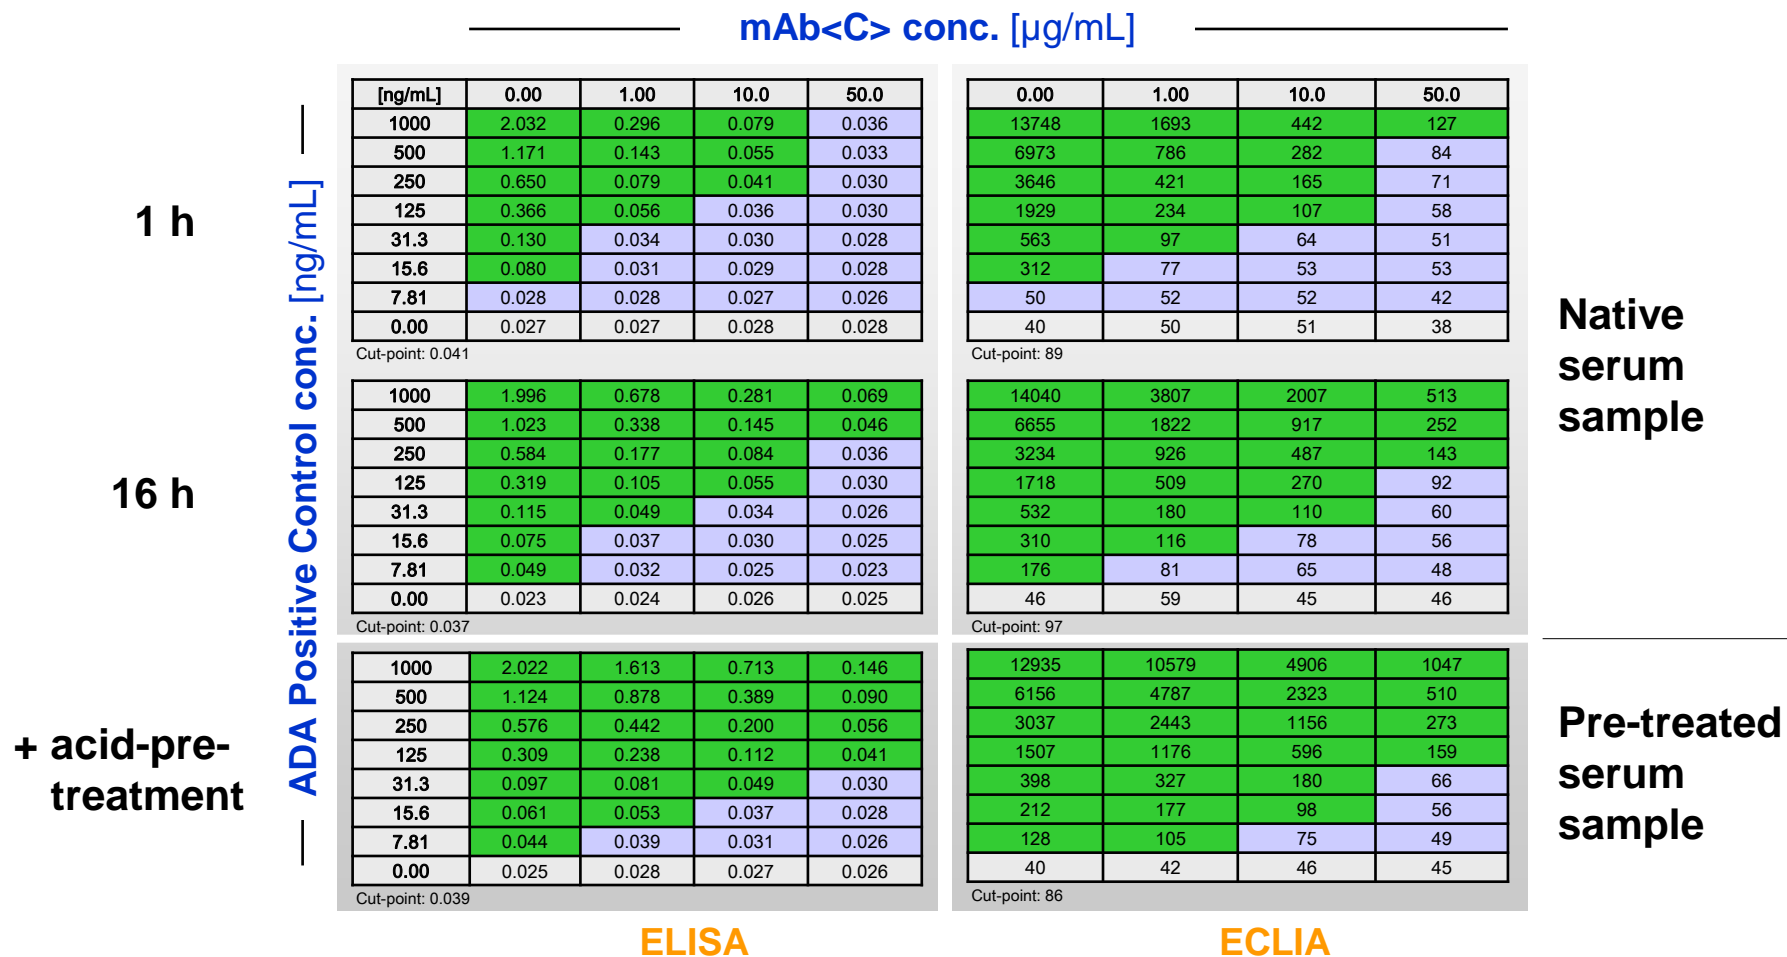 mAb<C> conc. [µg/mL]
ADA Positive Control conc. [ng/mL]
1 h
[ng/mL] 0.00 1.00 10.0 50.0
1000 2.032 0.296 0.079 0.036
500 1.171 0.143 0.055 0.033
250 0.650 0.079 0.041 0.030
125 0.366 0.056 0.036 0.030
31.3 0.130 0.034 0.030 0.028
15.6 0.080 0.031 0.029 0.028
7.81 0.028 0.028 0.027 0.026
0.00 0.027 0.027 0.028 0.028
Cut-point: 0.041
0.00 1.00 10.0 50.0
13748 1693 442 127
6973 786 282 84
3646 421 165 71
1929 234 107 58
563 97 64 51
312 77 53 53
50 52 52 42
40 50 51 38
Cut-point: 89
16 h
1000 1.996 0.678 0.281 0.069
500 1.023 0.338 0.145 0.046
250 0.584 0.177 0.084 0.036
125 0.319 0.105 0.055 0.030
31.3 0.115 0.049 0.034 0.026
15.6 0.075 0.037 0.030 0.025
7.81 0.049 0.032 0.025 0.023
0.00 0.023 0.024 0.026 0.025
Cut-point: 0.037
14040 3807 2007 513
6655 1822 917 252
3234 926 487 143
1718 509 270 92
532 180 110 60
310 116 78 56
176 81 65 48
46 59 45 46
Cut-point: 97
Native
serum
sample
+ acid-pre-
treatment
1000 2.022 1.613 0.713 0.146
500 1.124 0.878 0.389 0.090
250 0.576 0.442 0.200 0.056
125 0.309 0.238 0.112 0.041
31.3 0.097 0.081 0.049 0.030
15.6 0.061 0.053 0.037 0.028
7.81 0.044 0.039 0.031 0.026
0.00 0.025 0.028 0.027 0.026
Cut-point: 0.039
12935 10579 4906 1047
6156 4787 2323 510
3037 2443 1156 273
1507 1176 596 159
398 327 180 66
212 177 98 56
128 105 75 49
40 42 46 45
Cut-point: 86
Pre-treated
serum
sample
ELISA
ECLIA